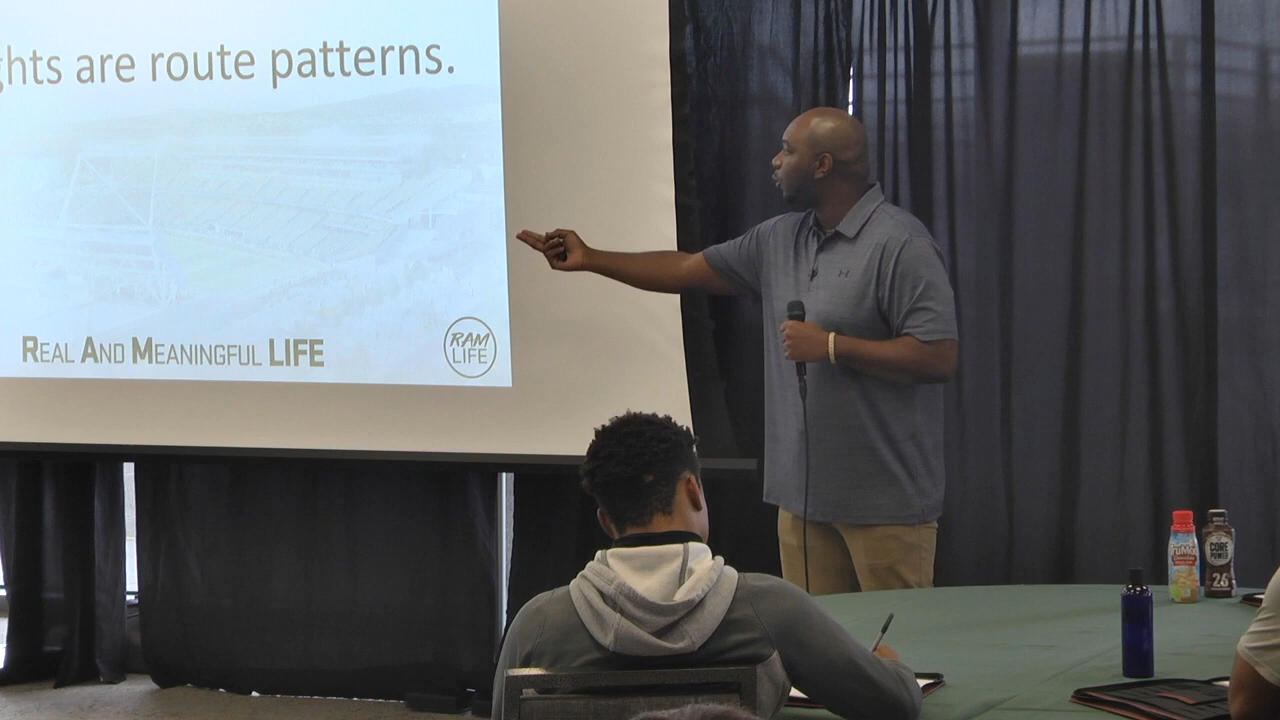 ghts are route patterns.
REAL AND MEANINGFUL LIFE
RAM
LIFE
CORE
POWER
26